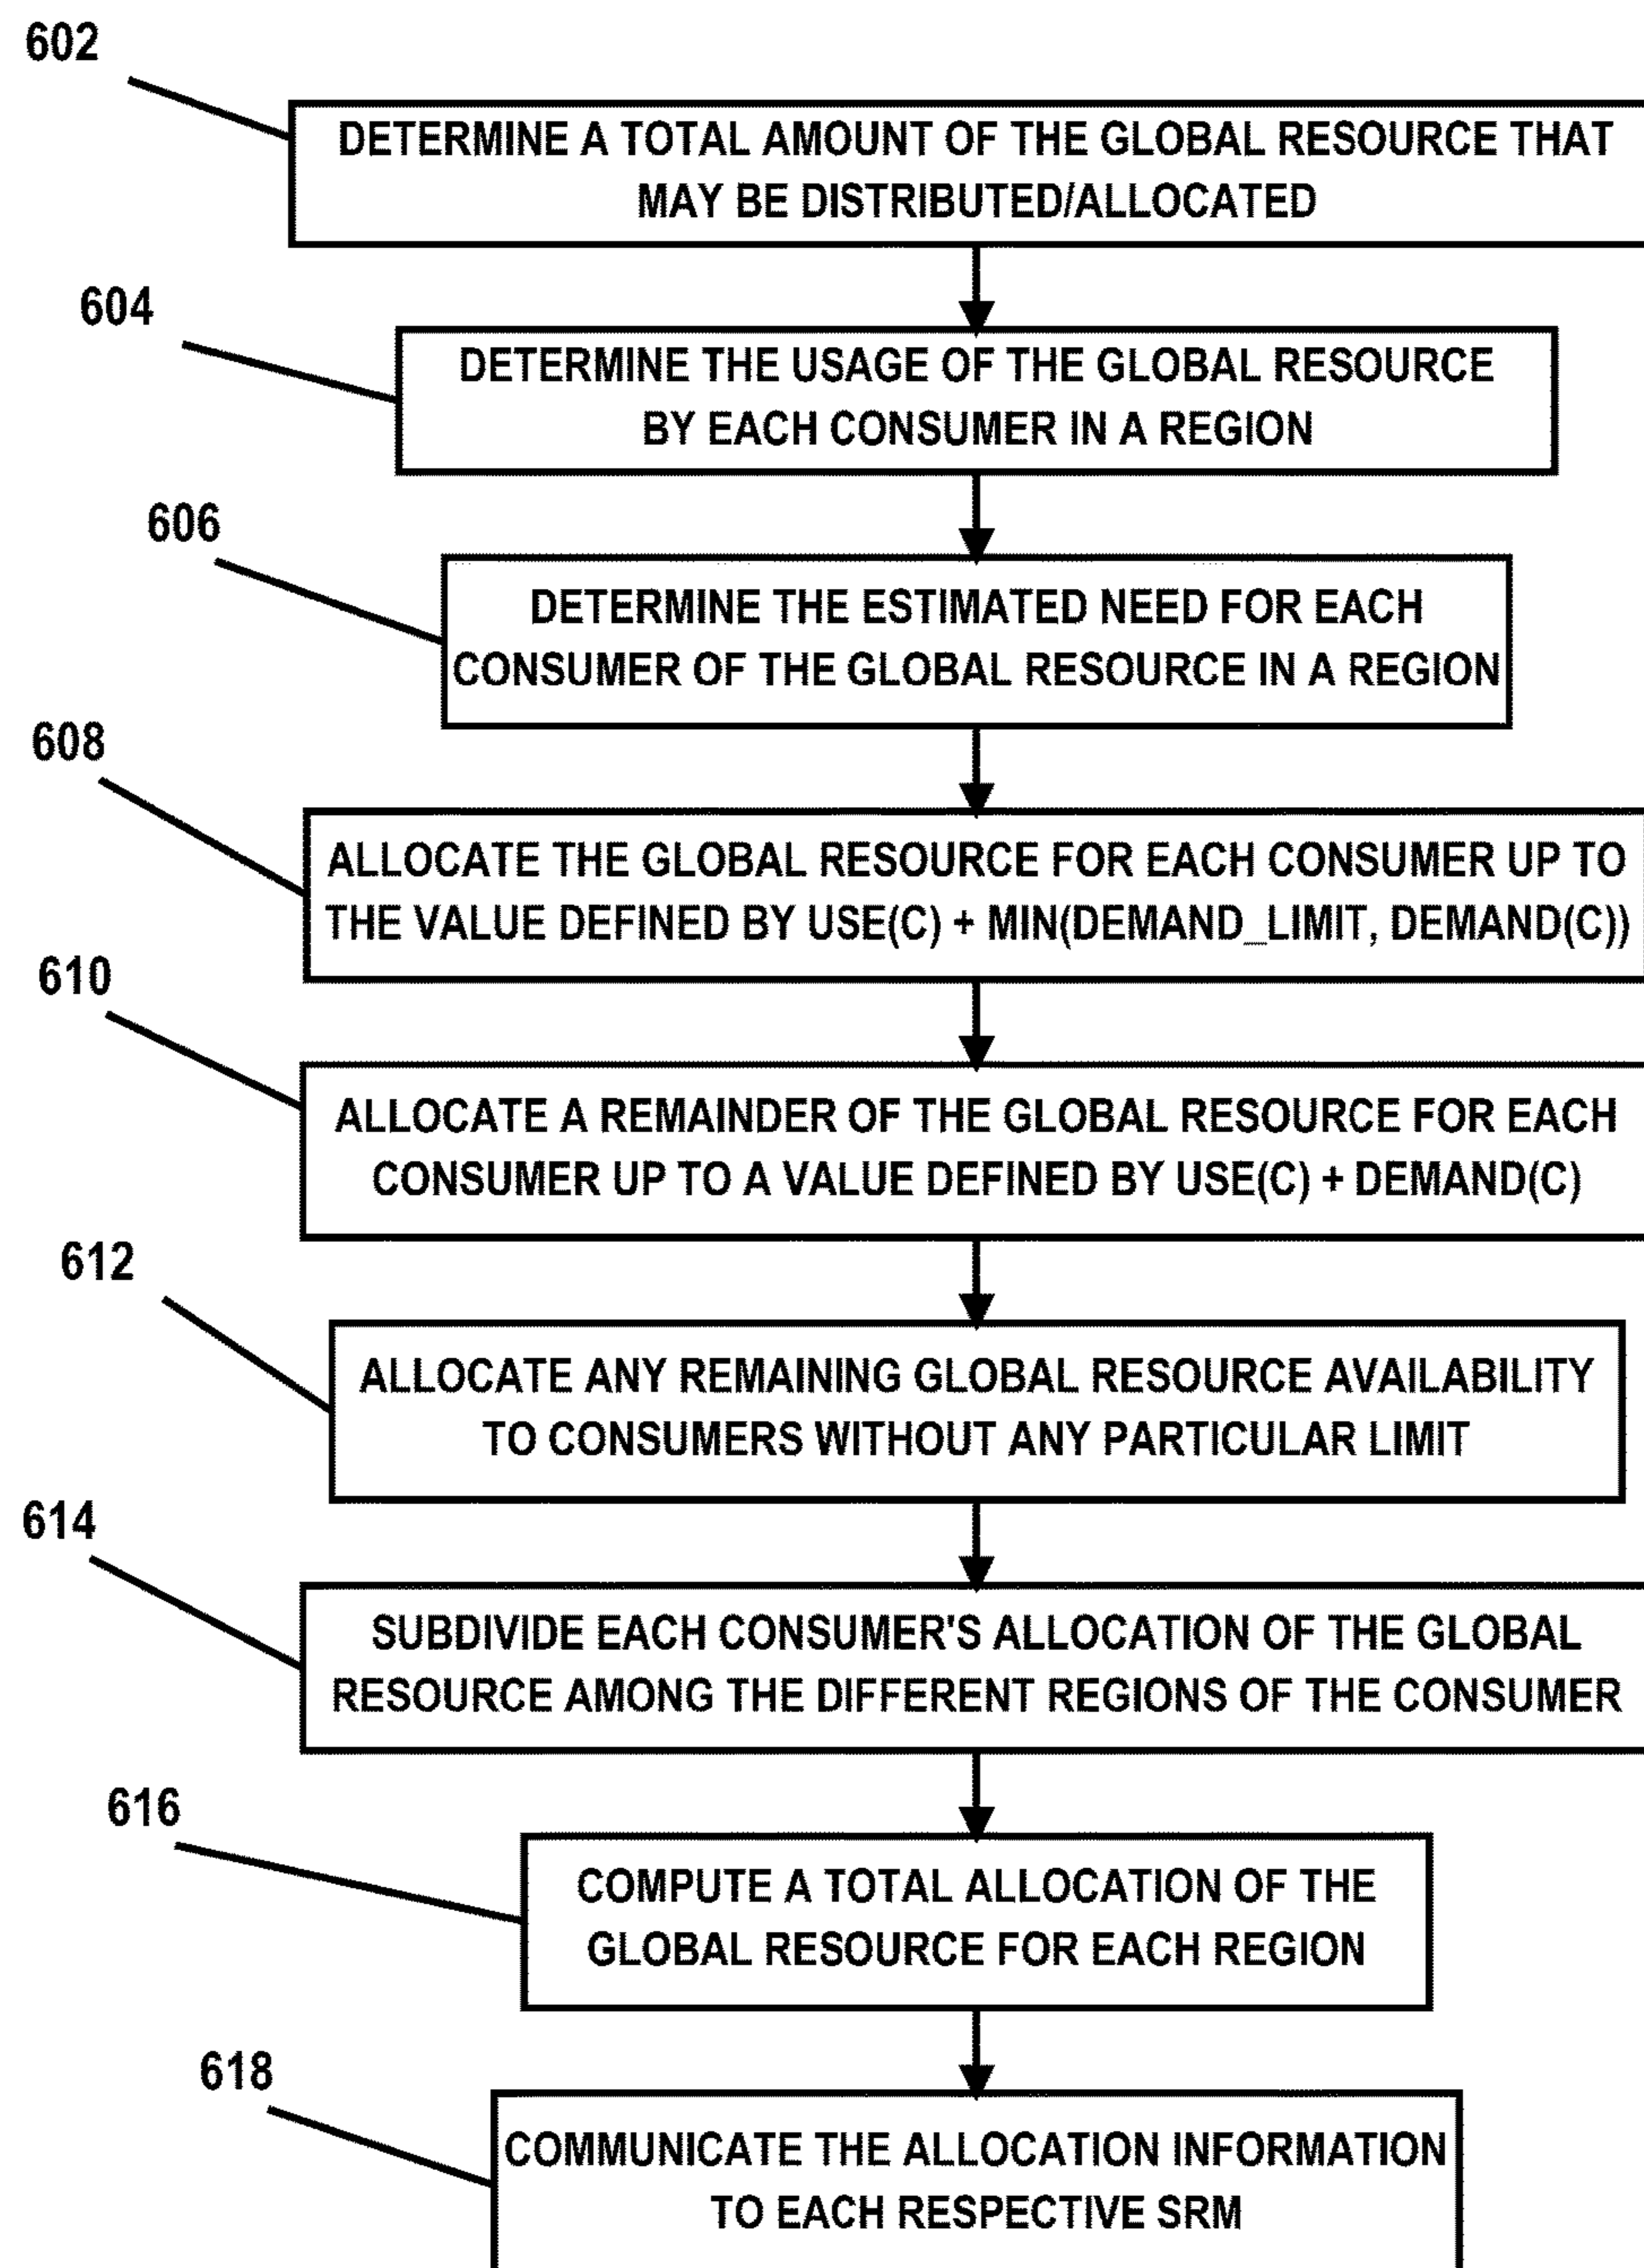 602
DETERMINE A TOTAL AMOUNT OF THE GLOBAL RESOURCE THAT
MAY BE DISTRIBUTED/ALLOCATED
604
DETERMINE THE USAGE OF THE GLOBAL RESOURCE
BY EACH CONSUMER IN A REGION
606
DETERMINE THE ESTIMATED NEED FOR EACH
CONSUMER OF THE GLOBAL RESOURCE IN A REGION
608
ALLOCATE THE GLOBAL RESOURCE FOR EACH CONSUMER UP TO
THE VALUE DEFINED BY USE(C) + MIN(DEMAND_LIMIT, DEMAND(C))
610
ALLOCATE A REMAINDER OF THE GLOBAL RESOURCE FOR EACH
CONSUMER UP TO A VALUE DEFINED BY USE(C) + DEMAND(C)
612
ALLOCATE ANY REMAINING GLOBAL RESOURCE AVAILABILITY
TO CONSUMERS WITHOUT ANY PARTICULAR LIMIT
614
SUBDIVIDE EACH CONSUMER'S ALLOCATION OF THE GLOBAL
RESOURCE AMONG THE DIFFERENT REGIONS OF THE CONSUMER
616
COMPUTE A TOTAL ALLOCATION OF THE
GLOBAL RESOURCE FOR EACH REGION
618
COMMUNICATE THE ALLOCATION INFORMATION
TO EACH RESPECTIVE SRM